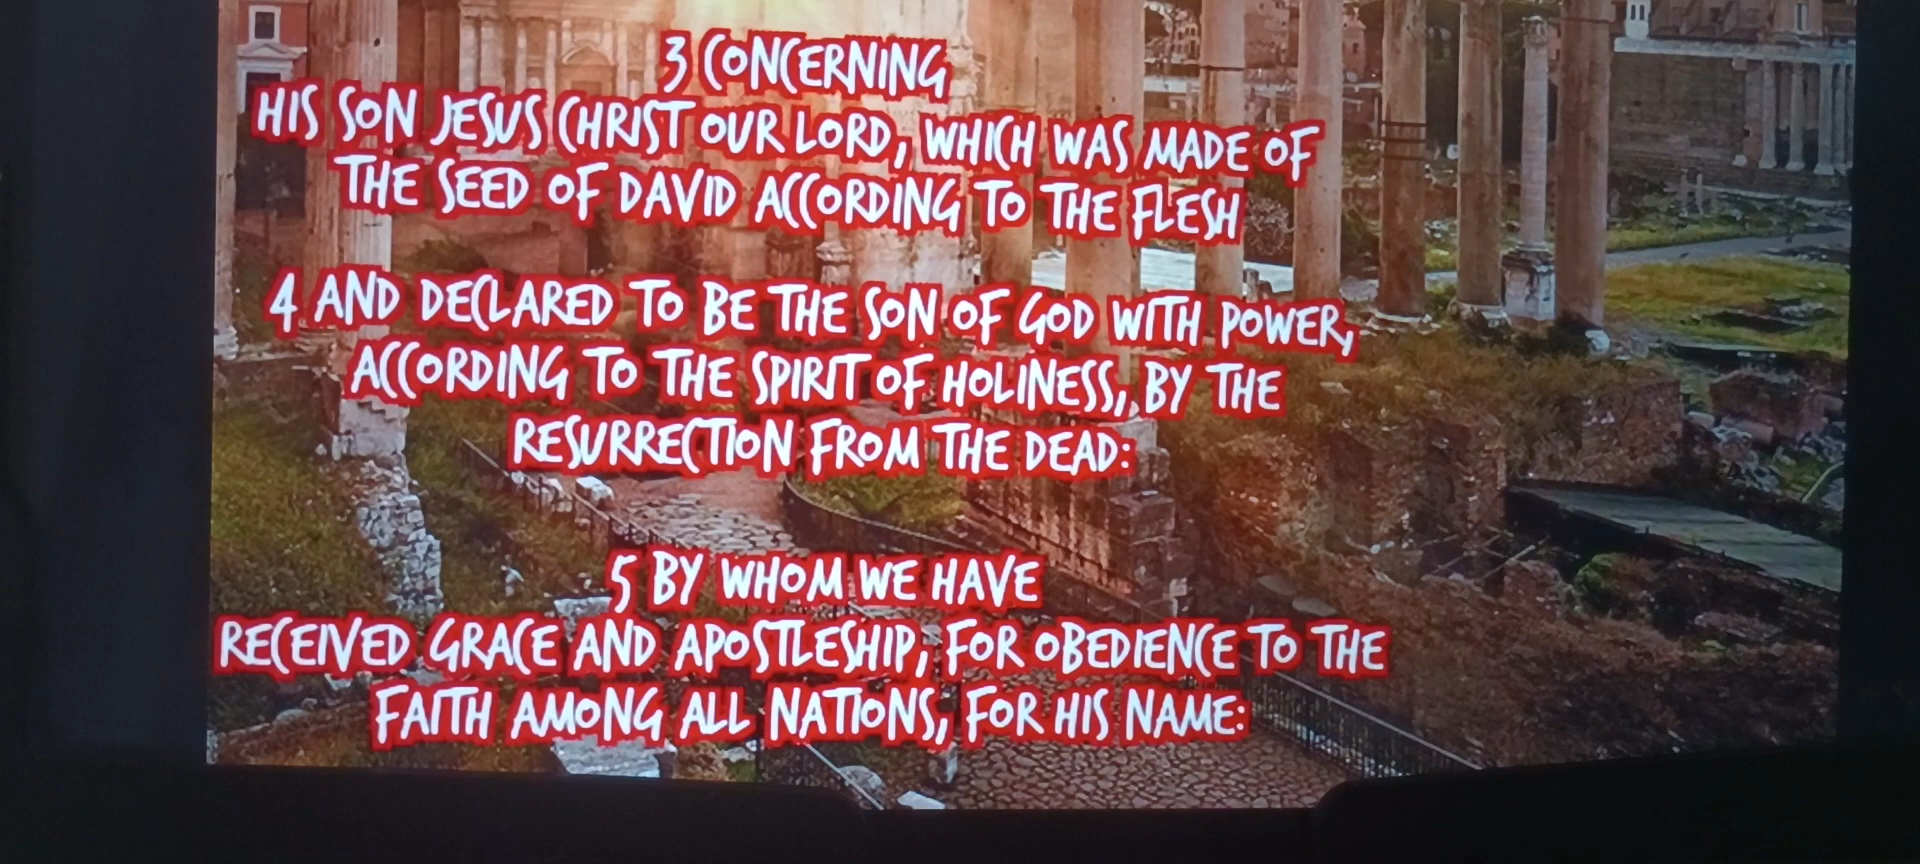 3 CONCERNING
HIS SON JESUS CHRIST OUR LORD, WHICH WAS MADE OF
THE SEED OF DAVID ACCORDING TO THE FLESH
4 AND DECLARED TO BE THE SON OF GOD WITH POWER,
ACCORDING TO THE SPIRIT OF HOLINESS, BY THE
RESURRECTION FROM THE DEAD:
5 BY WHOM WE HAVE
RECEIVED GRACE AND APOSTLESHIP, FOR OBEDIENCE TO THE
FAITH AMONG ALL NATIONS, FOR HIS NAME: